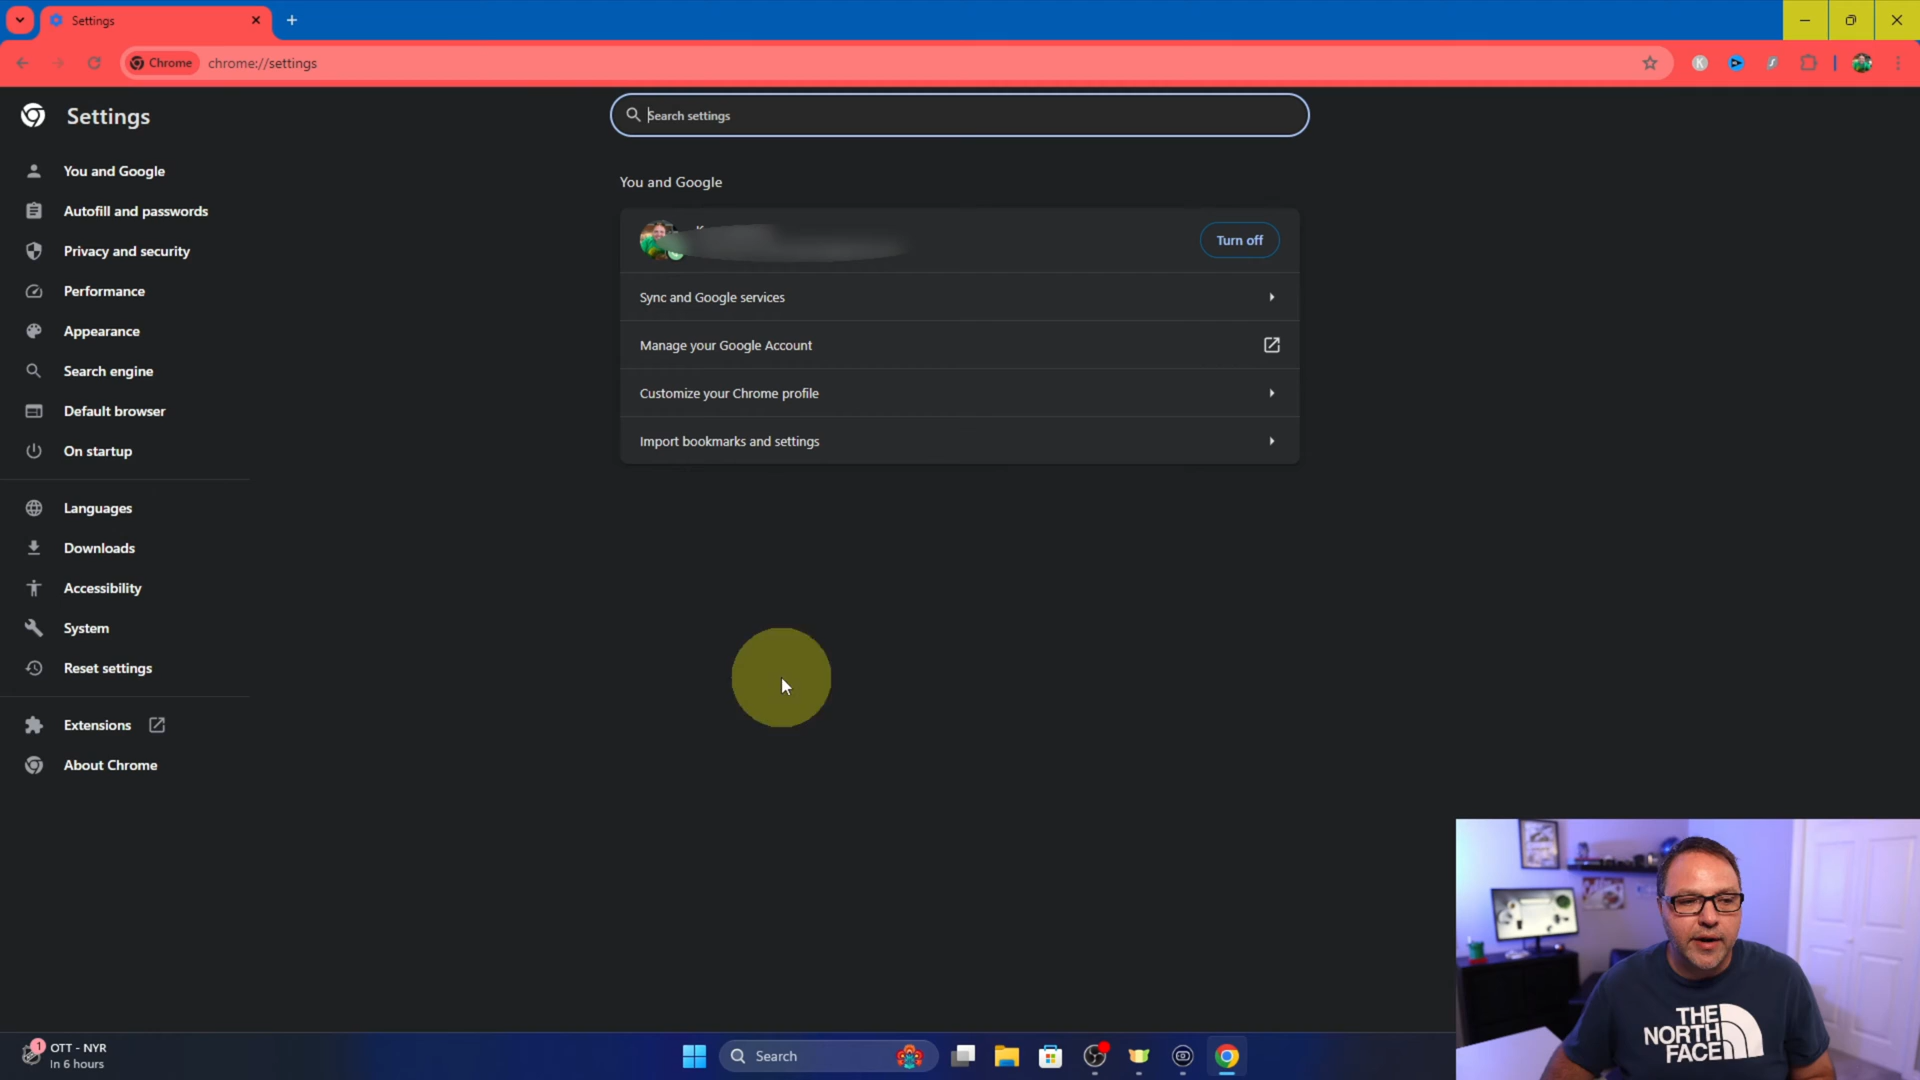 Settings
Chrome
chrome://settings
K
Settings
Search settings
You and Google
Autofill and passwords
Privacy and security
Performance
Appearance
Search engine
Default browser
On startup
Languages
Downloads
Accessibility
System
Reset settings
Extensions
About Chrome
You and Google
Turn off
Sync and Google services
Manage your Google Account
Customize your Chrome profile
Import bookmarks and settings
THE
NORTH
FACE
1
OTT - NYR
In 6 hours
Search